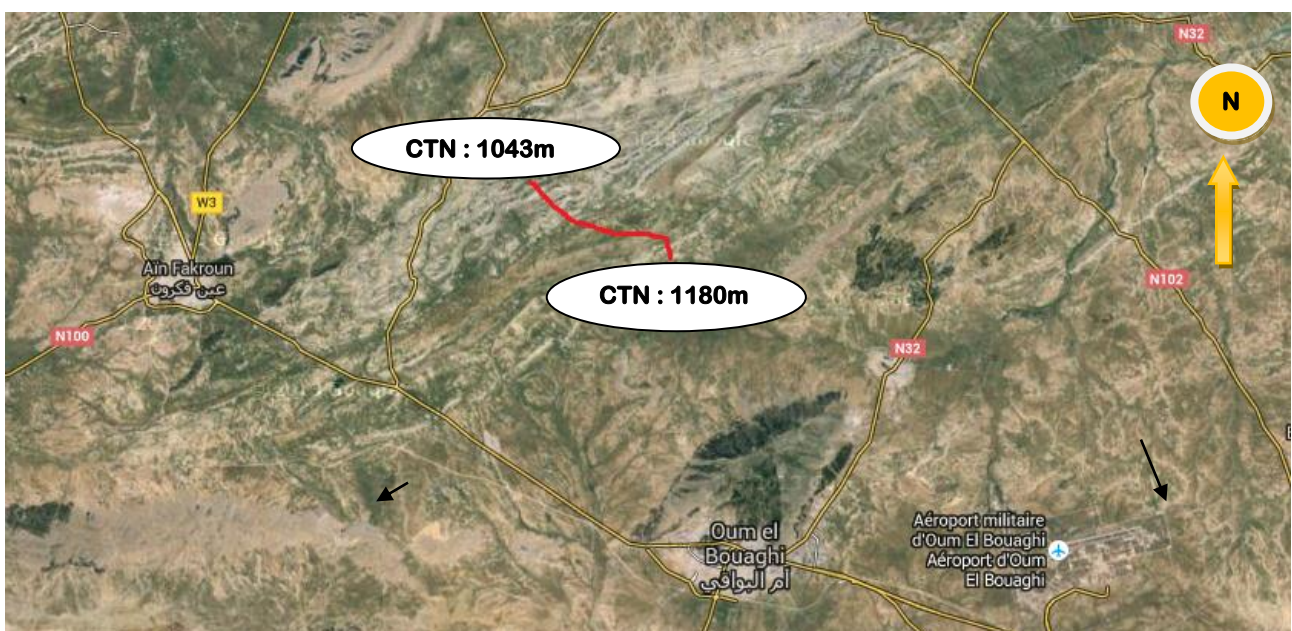 N32
N
CTN : 1043m
W3
Aïn Fakroun
عين فكرون
CTN : 1180m
N102
N100
N32
Oum el
Bouaghi
أم البواقي
Aéroport militaire
d'Oum El Bouaghi
Aéroport d'Oum
El Bouaghi